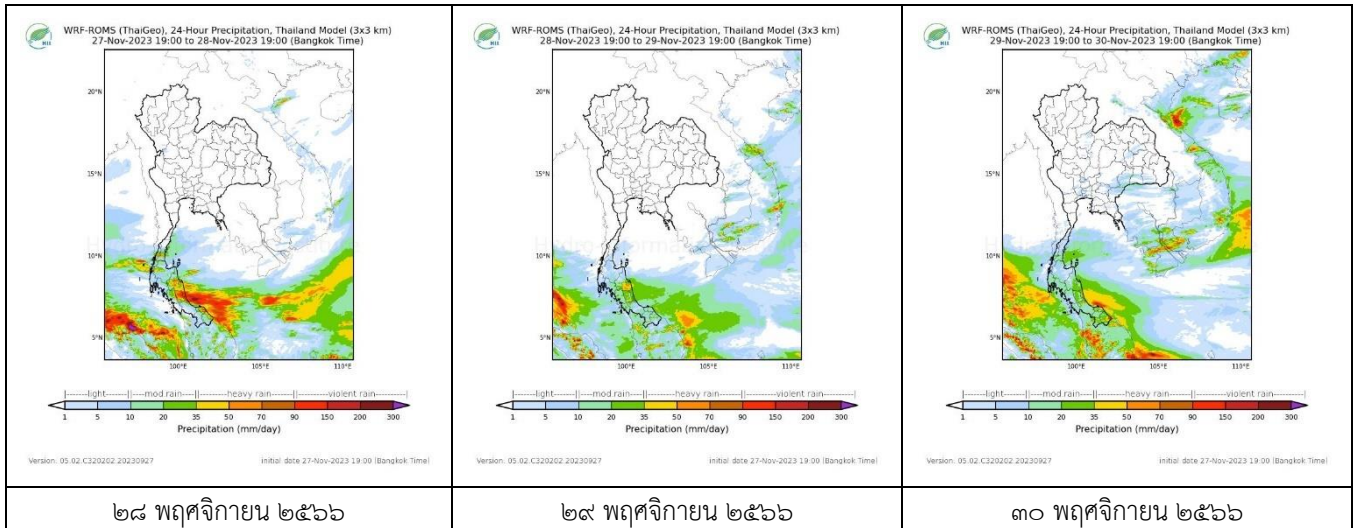 HII
WRF-ROMS (ThaiGeo), 24-Hour Precipitation, Thailand Model (3x3 km)
27-Nov-2023 19:00 to 28-Nov-2023 19:00 (Bangkok Time)
20°N
15°N
10°N
5°N
100°E 105°E 110°E
light mod.rain heavy rain violent rain
1 5 10 20 35 50 70 90 150 200 300
Precipitation (mm/day)
Version: 05.02.C320202.20230927 initial date 27-Nov-2023 19:00 (Bangkok Time)
๒๘ พฤศจิกายน ๒๕๖๖
HII
WRF-ROMS (ThaiGeo), 24-Hour Precipitation, Thailand Model (3x3 km)
28-Nov-2023 19:00 to 29-Nov-2023 19:00 (Bangkok Time)
20°N
15°N
10°N
5°N
100°E 105°E 110°E
light mod.rain heavy rain violent rain
1 5 10 20 35 50 70 90 150 200 300
Precipitation (mm/day)
Version: 05.02.C320202.20230927 initial date 27-Nov-2023 19:00 (Bangkok Time)
๒๙ พฤศจิกายน ๒๕๖๖
HII
WRF-ROMS (ThaiGeo), 24-Hour Precipitation, Thailand Model (3x3 km)
29-Nov-2023 19:00 to 30-Nov-2023 19:00 (Bangkok Time)
20°N
15°N
10°N
5°N
100°E 105°E 110°E
light mod.rain heavy rain violent rain
1 5 10 20 35 50 70 90 150 200 300
Precipitation (mm/day)
Version: 05.02.C320202.20230927 initial date 27-Nov-2023 19:00 (Bangkok Time)
๓๐ พฤศจิกายน ๒๕๖๖